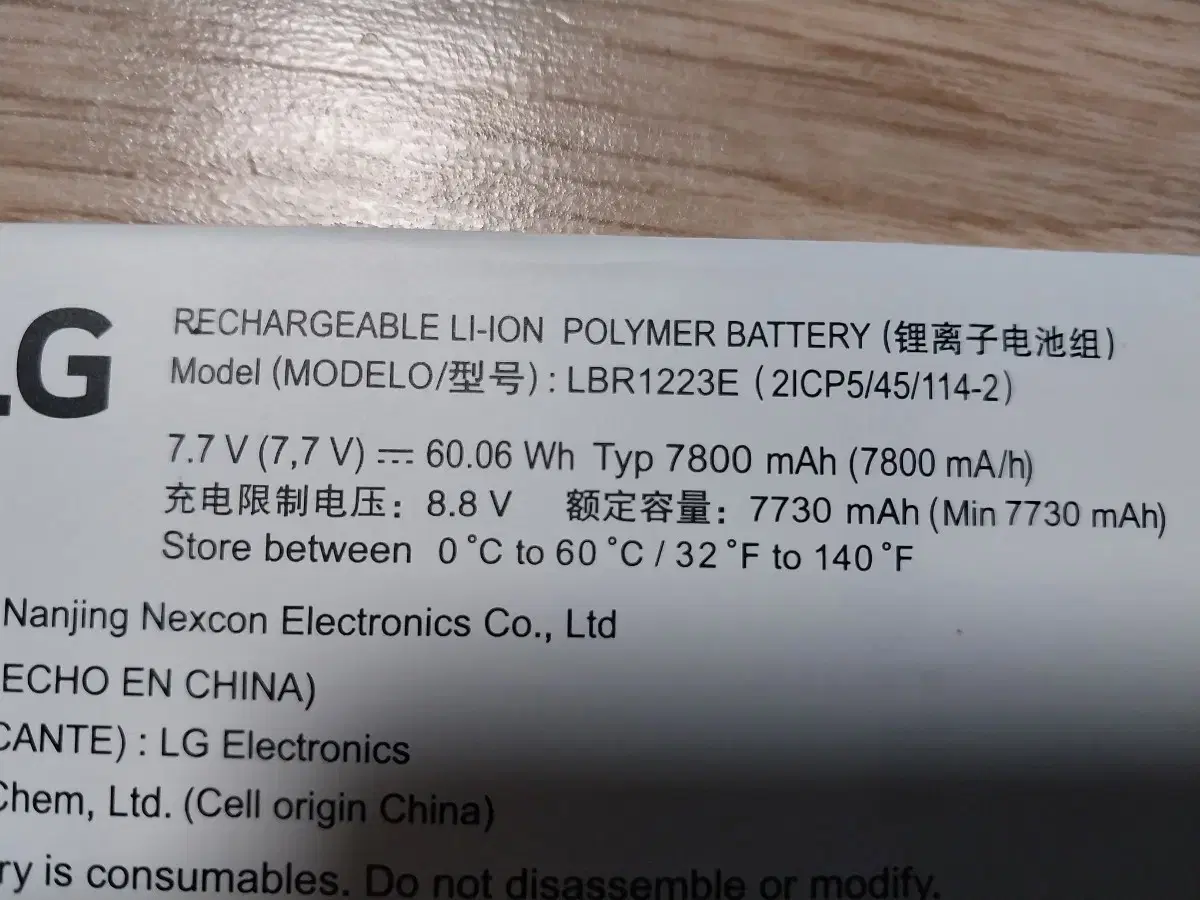 LG
RECHARGEABLE LI-ION POLYMER BATTERY (锂离子电池组)
Model (MODELO/型号) : LBR1223E ( 2ICP5/45/114-2)
7.7 V (7,7 V) ⎓ 60.06 Wh Typ 7800 mAh (7800 mA/h)
充电限制电压: 8.8 V 额定容量: 7730 mAh (Min 7730 mAh)
Store between 0 °C to 60 °C / 32 °F to 140 °F
Nanjing Nexcon Electronics Co., Ltd
ECHO EN CHINA)
CANTE) : LG Electronics
Chem, Ltd. (Cell origin China)
ry is consumables. Do not disassemble or modify.